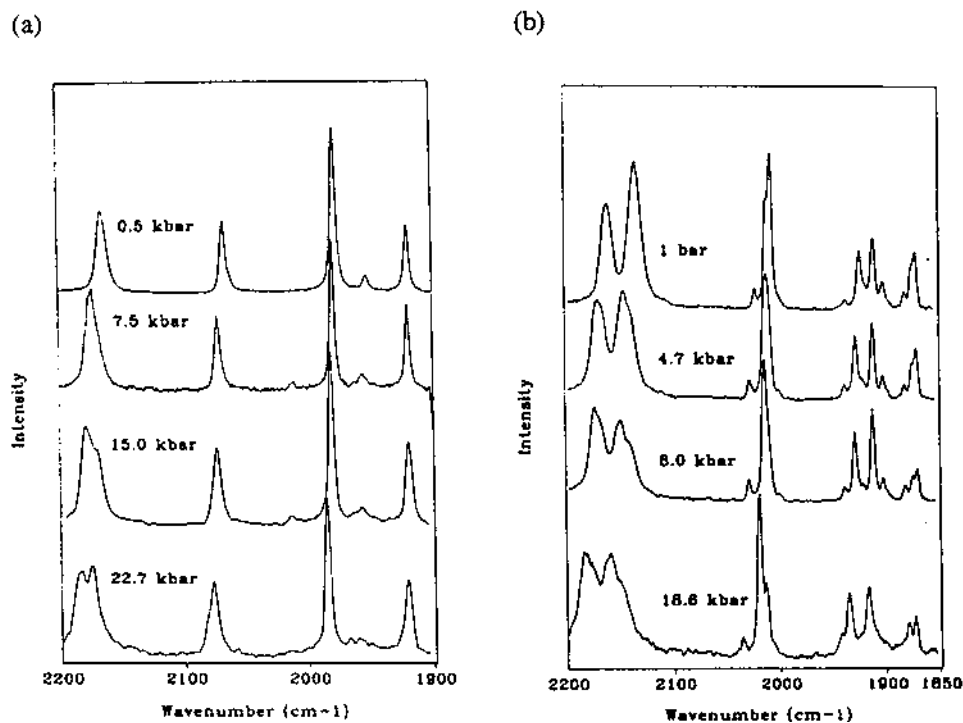 (a)
(b)
0.5 kbar
7.5 kbar
15.0 kbar
22.7 kbar
Intensity
2200 2100 2000 1900
Wavenumber (cm-1)
1 bar
4.7 kbar
8.0 kbar
18.6 kbar
Intensity
2200 2100 2000 1900 1850
Wavenumber (cm-1)